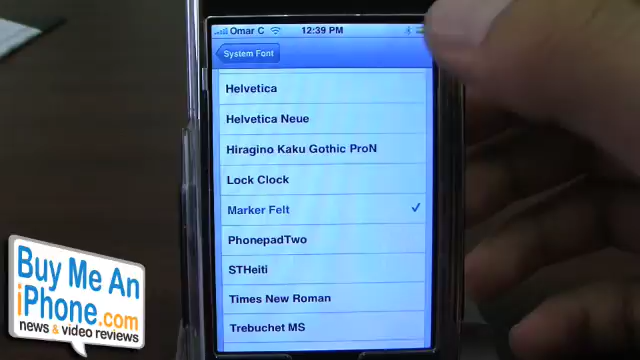 Omar C 12:39 PM
System Font
Helvetica
Helvetica Neue
Hiragino Kaku Gothic ProN
Lock Clock
Marker Felt
PhonepadTwo
STHeiti
Times New Roman
Trebuchet MS
Buy Me An
iPhone.com
news & video reviews